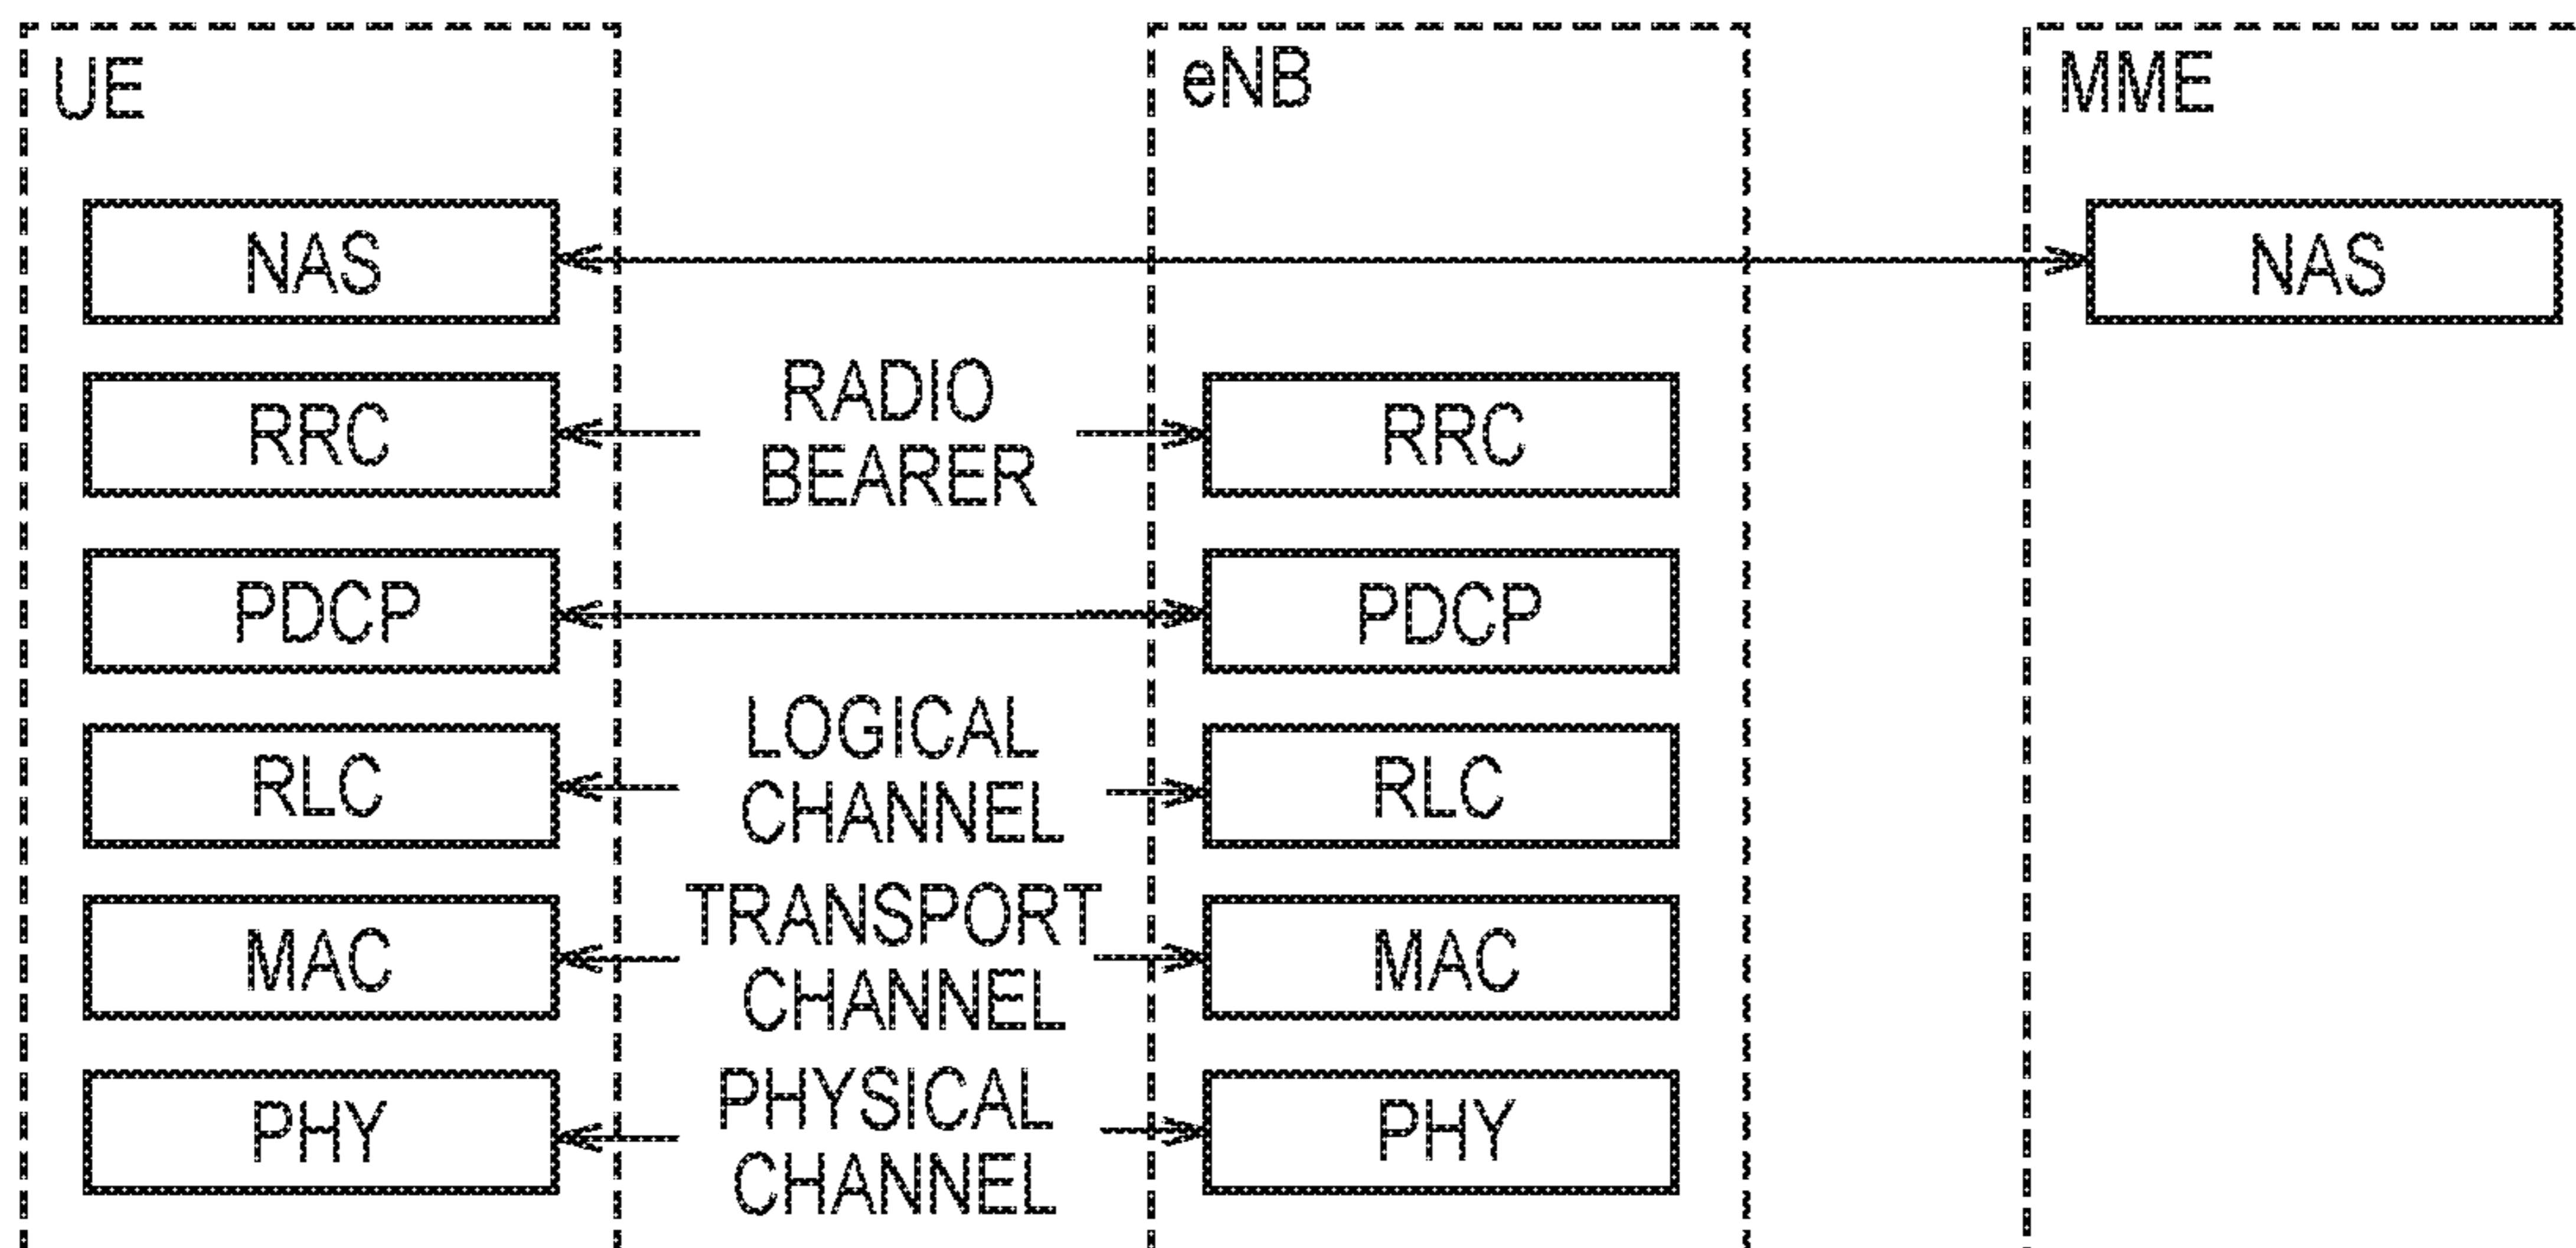 UE
eNB
MME
NAS
NAS
RRC
RADIO
BEARER
RRC
PDCP
PDCP
RLC
LOGICAL
CHANNEL
RLC
MAC
TRANSPORT
CHANNEL
MAC
PHY
PHYSICAL
CHANNEL
PHY